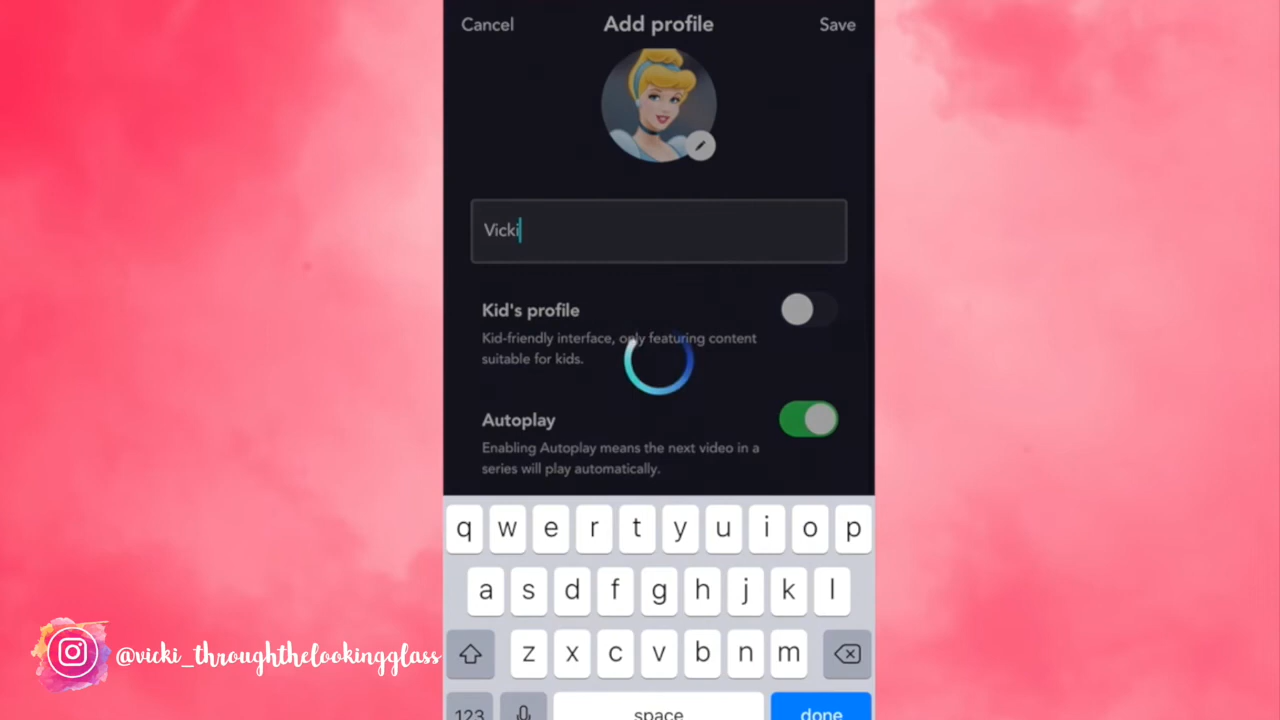 Cancel Add profile Save
Vicki
Kid's profile
Kid-friendly interface, only featuring content
suitable for kids.
Autoplay
Enabling Autoplay means the next video in a
series will play automatically.
q w e r t y u i o p
a s d f g h j k l
z x c v b n m
@vicki_throughthelookingglass
123 space done